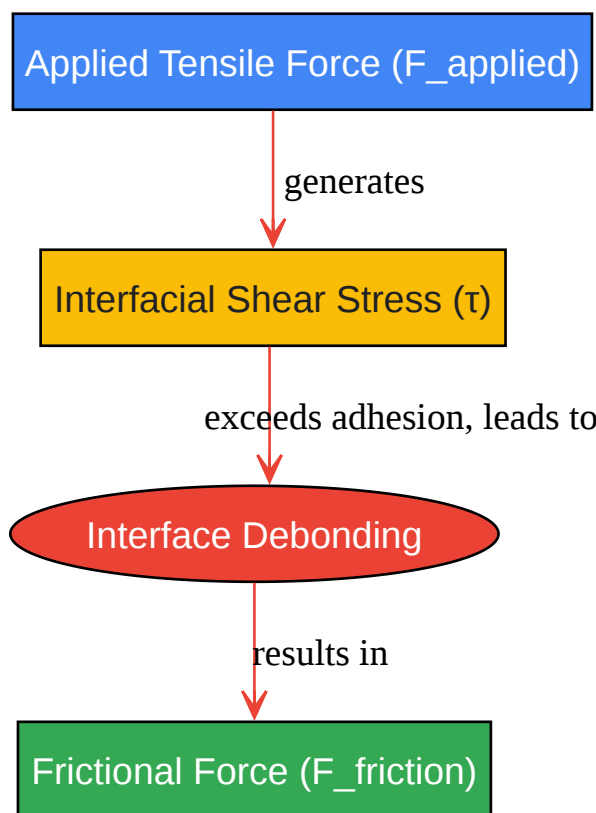 Applied Tensile Force (F_applied)
generates
Interfacial Shear Stress (τ)
exceeds adhesion, leads to
Interface Debonding
results in
Frictional Force (F_friction)